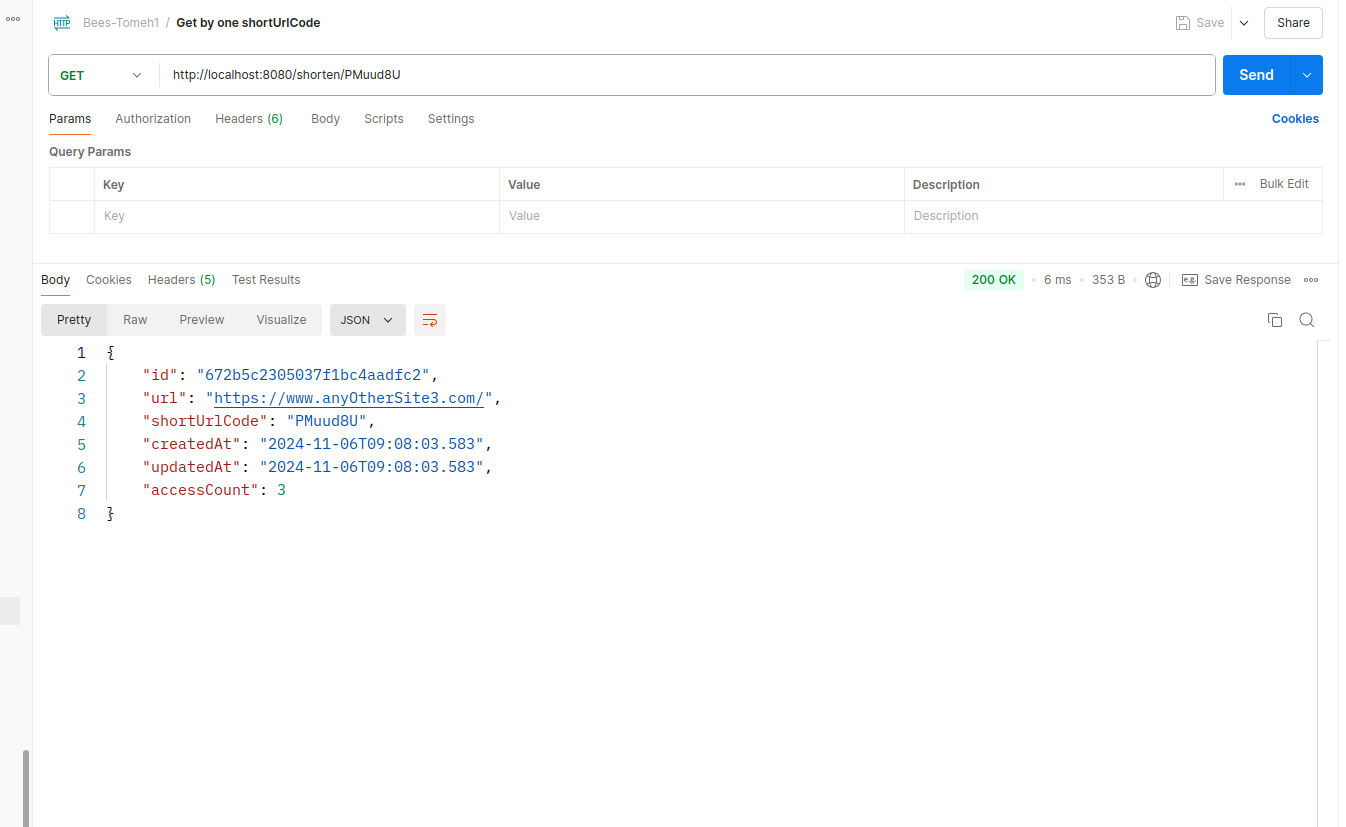 HTTP Bees-Tomeh1 / Get by one shortUrlCode Save Share
GET http://localhost:8080/shorten/PMuud8U Send
Params Authorization Headers (6) Body Scripts Settings Cookies
Query Params
Key Value Description Bulk Edit
Key Value Description
Body Cookies Headers (5) Test Results 200 OK 6 ms 353 B e.g. Save Response
Pretty Raw Preview Visualize JSON
1 {
2 "id": "672b5c2305037f1bc4aadfc2",
3 "url": "https://www.anyOtherSite3.com/",
4 "shortUrlCode": "PMuud8U",
5 "createdAt": "2024-11-06T09:08:03.583",
6 "updatedAt": "2024-11-06T09:08:03.583",
7 "accessCount": 3
8 }